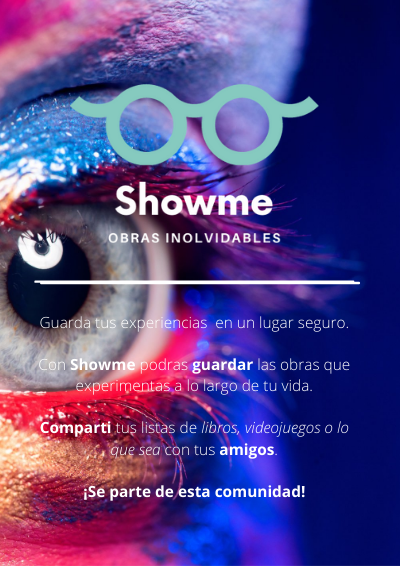 Showme
OBRAS INOLVIDABLES
Guarda tus experiencias en un lugar seguro.
Con Showme podras guardar las obras que
experimentas a lo largo de tu vida.
Comparti tus listas de libros, videojuegos o lo
que sea con tus amigos.
¡Se parte de esta comunidad!